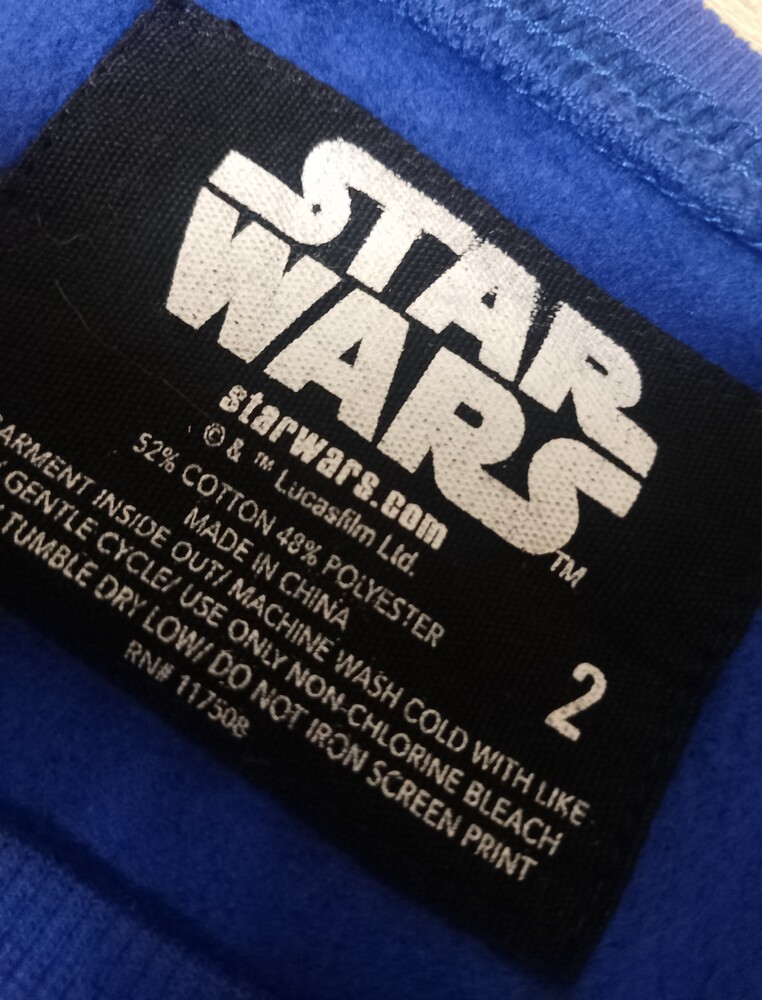 STAR
WARS
TM
starwars.com
© & ™ Lucasfilm Ltd.
52% COTTON 48% POLYESTER
MADE IN CHINA
2
GARMENT INSIDE OUT/ MACHINE WASH COLD WITH LIKE
GENTLE CYCLE/ USE ONLY NON-CHLORINE BLEACH
TUMBLE DRY LOW/ DO NOT IRON SCREEN PRINT
RN# 117508